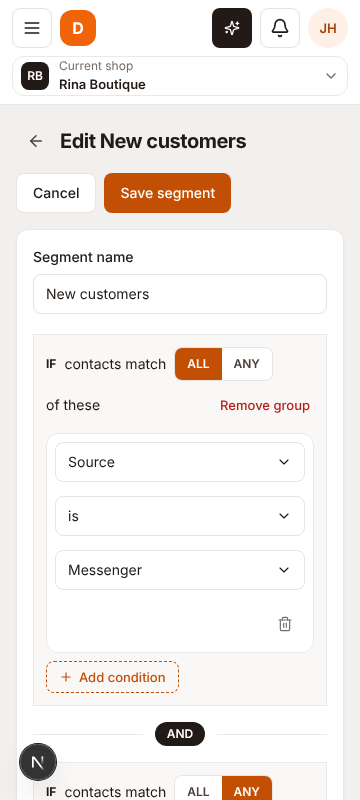 D
JH
RB
Current shop
Rina Boutique
Edit New customers
Cancel
Save segment
Segment name
New customers
IF contacts match ALL ANY
of these Remove group
Source
is
Messenger
+ Add condition
AND
N
IF contacts match ALL ANY